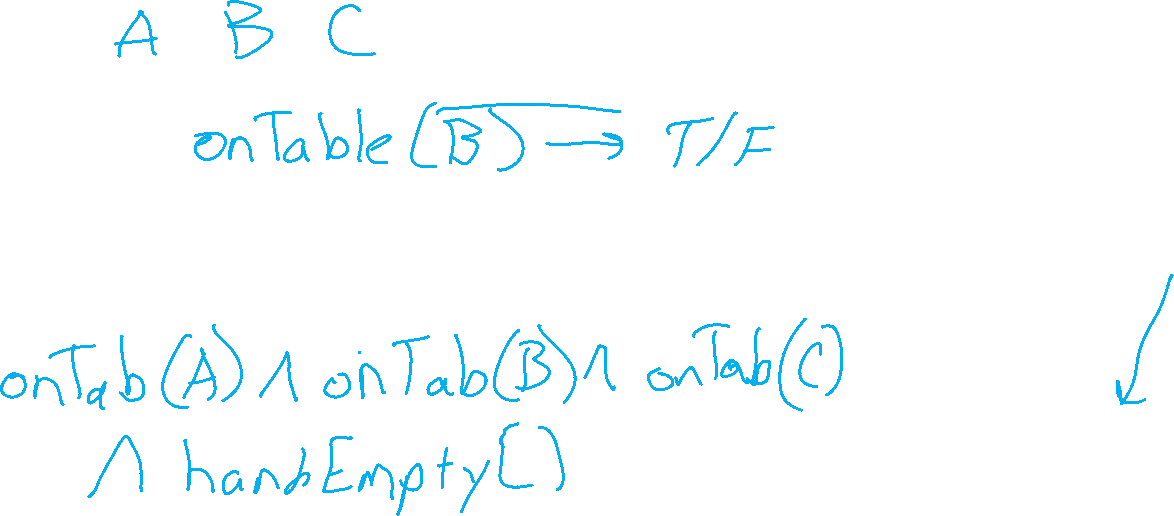 A B C
onTable(B) → T/F
onTab(A) ∧ onTab(B) ∧ onTab(C)
∧ handEmpty()